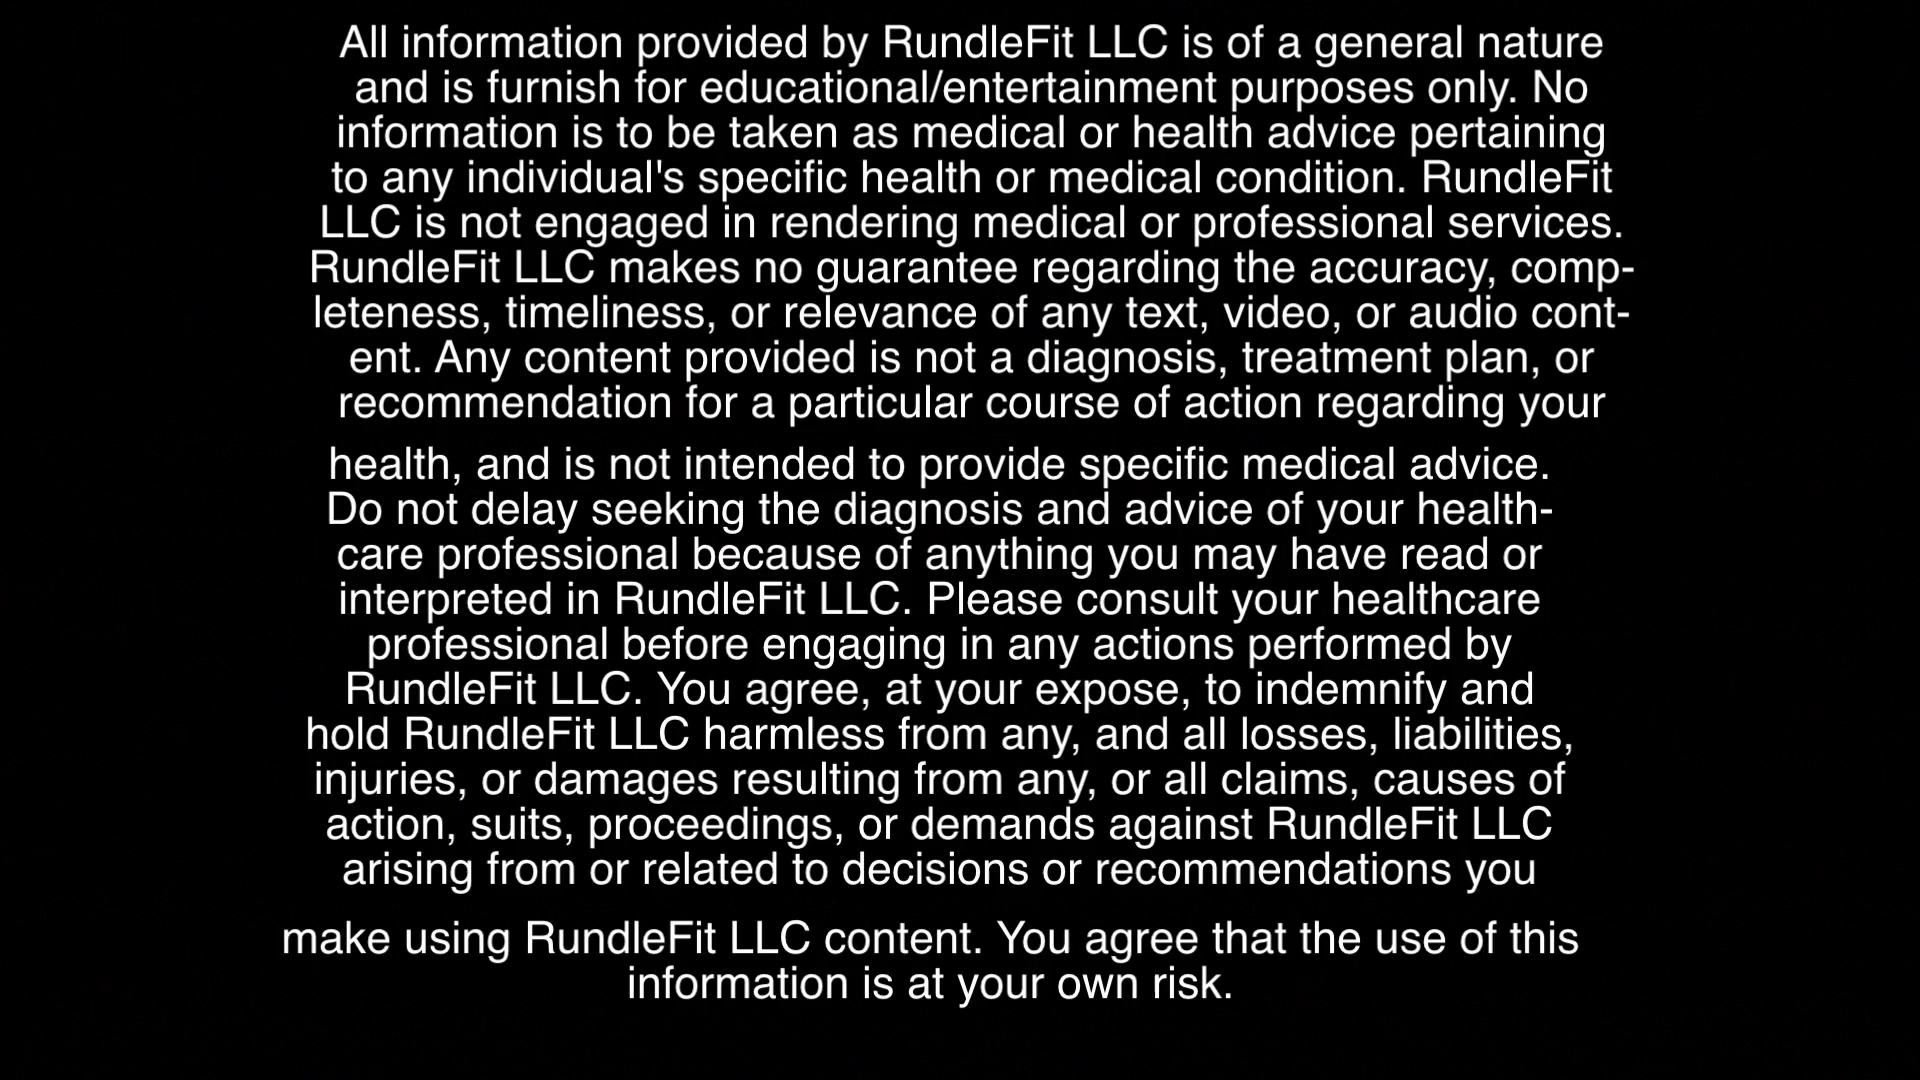 All information provided by RundleFit LLC is of a general nature
and is furnish for educational/entertainment purposes only. No
information is to be taken as medical or health advice pertaining
to any individual's specific health or medical condition. RundleFit
LLC is not engaged in rendering medical or professional services.
RundleFit LLC makes no guarantee regarding the accuracy, comp-
leteness, timeliness, or relevance of any text, video, or audio cont-
ent. Any content provided is not a diagnosis, treatment plan, or
recommendation for a particular course of action regarding your
health, and is not intended to provide specific medical advice.
Do not delay seeking the diagnosis and advice of your health-
care professional because of anything you may have read or
interpreted in RundleFit LLC. Please consult your healthcare
professional before engaging in any actions performed by
RundleFit LLC. You agree, at your expose, to indemnify and
hold RundleFit LLC harmless from any, and all losses, liabilities,
injuries, or damages resulting from any, or all claims, causes of
action, suits, proceedings, or demands against RundleFit LLC
arising from or related to decisions or recommendations you
make using RundleFit LLC content. You agree that the use of this
information is at your own risk.